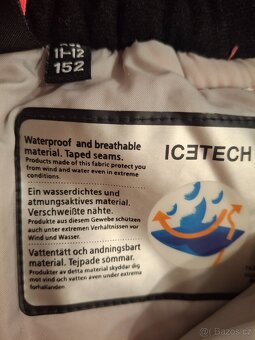 11-12
152
Waterproof and breathable
material. Taped seams.
Products made of this fabric protect you
from wind and water even in extreme
conditions.
Ein wasserdichtes und
atmungsaktives material.
Verschweißte nähte.
Produkte aus diesem Gewebe schützen
auch unter extremen Verhältnissen vor
Wind und Wasser.
Vattentätt och andningsbart
material. Tejpade sömmar.
Produkter av detta material skyddar dig
mot vind och vatten även under extrema
förhållanden.
ICETECH